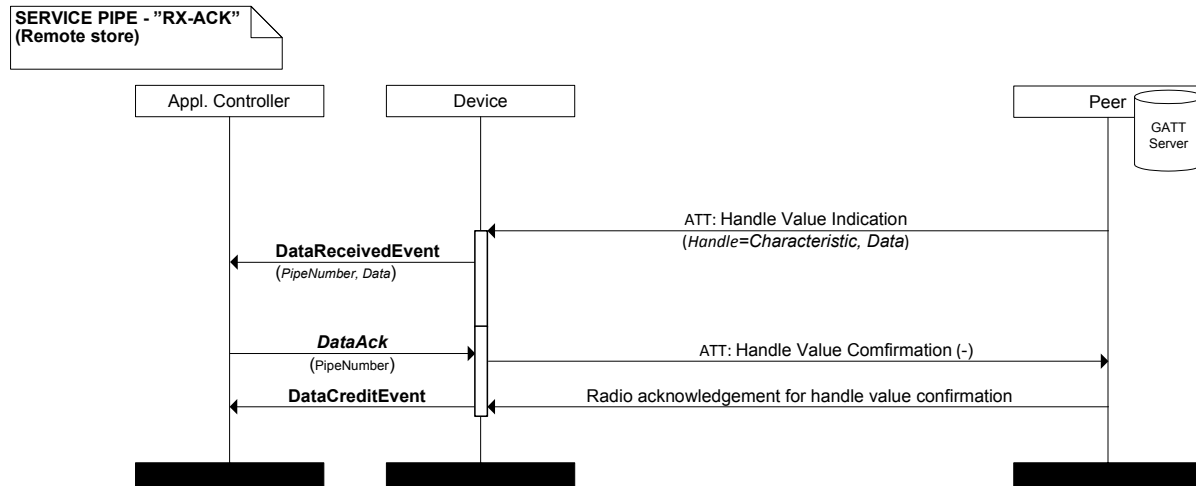 SERVICE PIPE - ”RX-ACK”
(Remote store)
Appl. Controller
Device
Peer
GATT
Server
ATT: Handle Value Indication
(Handle=Characteristic, Data)
DataReceivedEvent
(PipeNumber, Data)
DataAck
(PipeNumber)
ATT: Handle Value Comfirmation (-)
DataCreditEvent
Radio acknowledgement for handle value confirmation